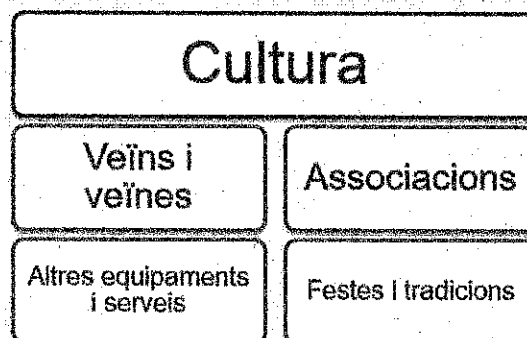 Cultura
Veïns i
veïnes
Associacions
Altres equipaments
i serveis
Festes i tradicions